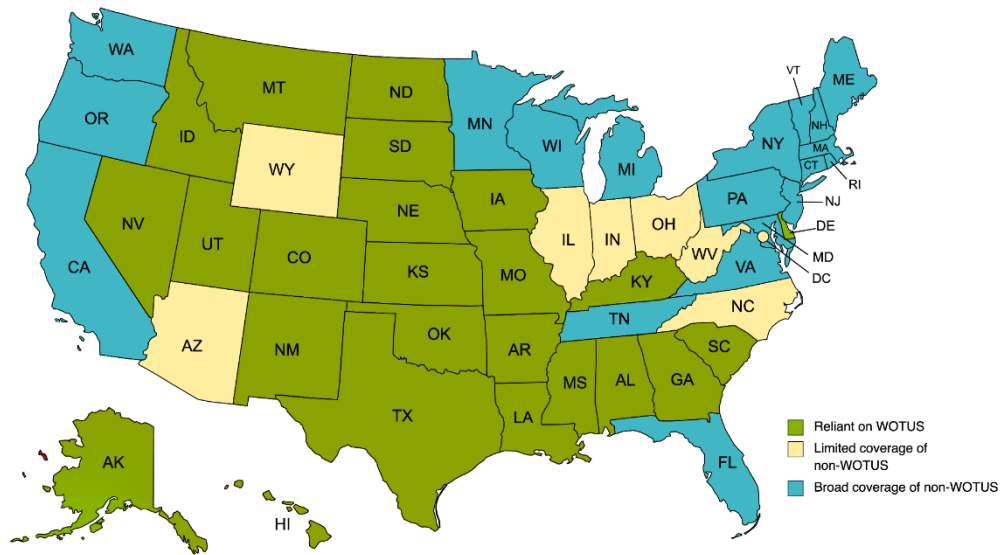 WA
MT
ND
MN
VT
ME
OR
ID
SD
WI
NH
WY
MI
NY
MA
CT
RI
NV
NE
IA
PA
NJ
UT
IL
IN
OH
DE
CA
CO
KS
MO
WV
VA
MD
KY
DC
TN
NC
AZ
NM
OK
AR
SC
MS
AL
GA
TX
LA
Reliant on WOTUS
Limited coverage of
non-WOTUS
AK
FL
Broad coverage of non-WOTUS
HI